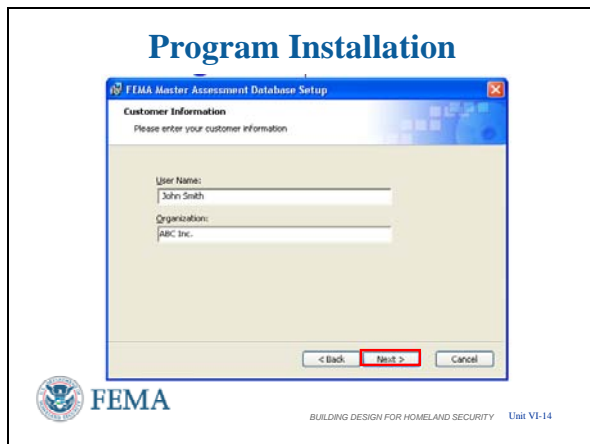 Program Installation
FEMA Master Assessment Database Setup
Customer Information
Please enter your customer information
User Name:
John Smith
Organization:
ABC Inc.
< Back Next > Cancel
FEMA
BUILDING DESIGN FOR HOMELAND SECURITY Unit VI-14